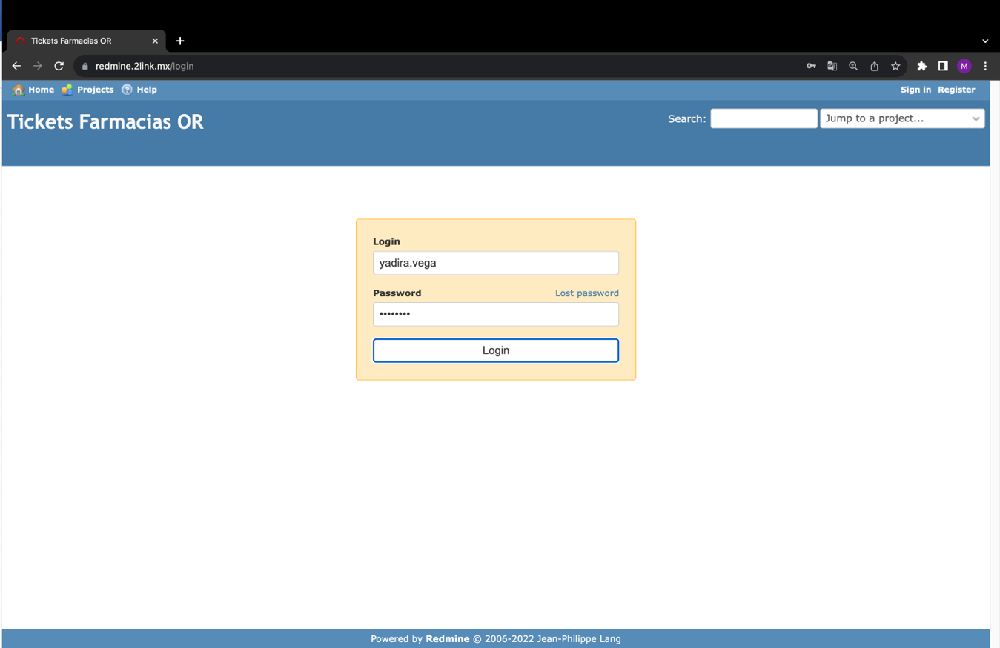 Tickets Farmacias OR
redmine.2link.mx/login
M
Home Projects Help Sign in Register
Tickets Farmacias OR
Search: Jump to a project...
Login
yadira.vega
Password Lost password
••••••••
Login
Powered by Redmine © 2006-2022 Jean-Philippe Lang